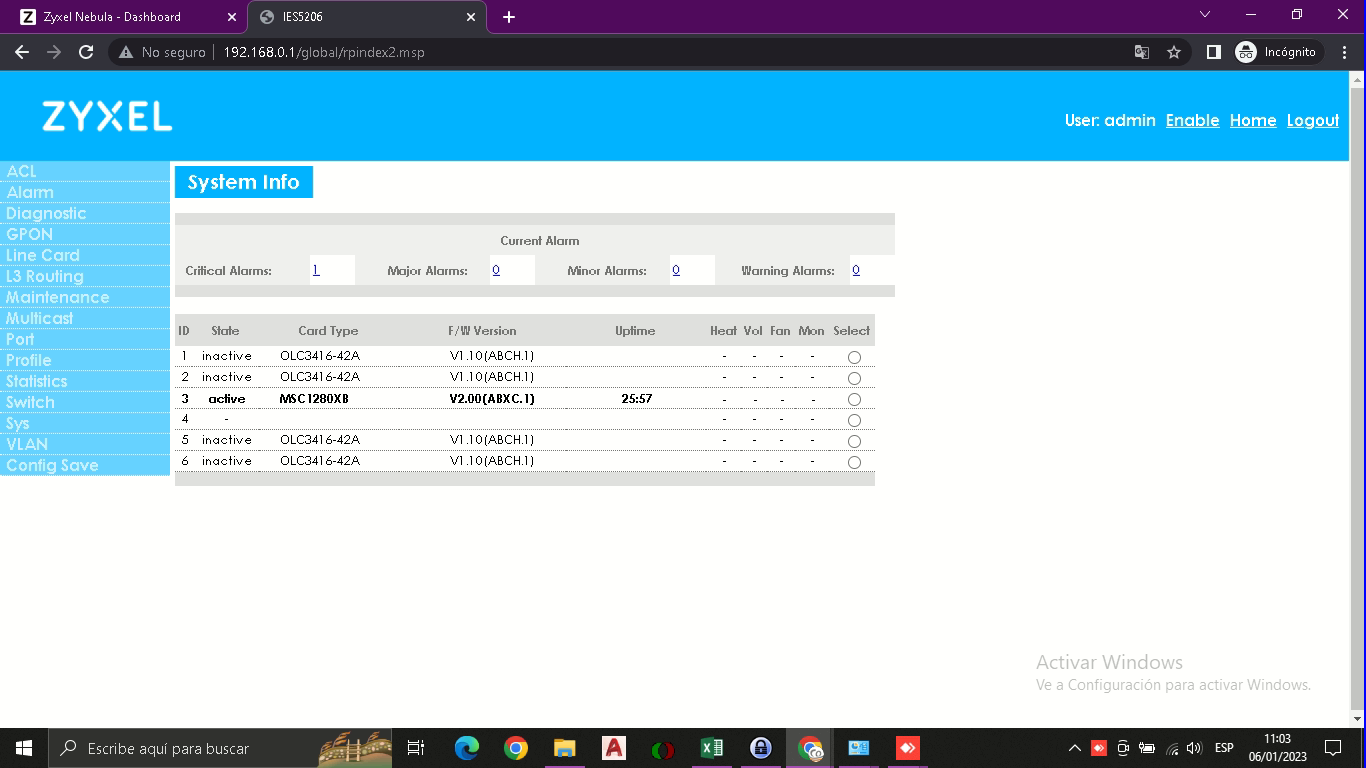 Zyxel Nebula - Dashboard
IES5206
No seguro
192.168.0.1/global/rpindex2.msp
Incógnito
ZYXEL
User: admin Enable Home Logout
ACL
Alarm
Diagnostic
GPON
Line Card
L3 Routing
Maintenance
Multicast
Port
Profile
Statistics
Switch
Sys
VLAN
Config Save
System Info
Current Alarm
Critical Alarms: 1 Major Alarms: 0 Minor Alarms: 0 Warning Alarms: 0
ID State Card Type F/W Version Uptime Heat Vol Fan Mon Select
1 inactive OLC3416-42A V1.10(ABCH.1) - - - -
2 inactive OLC3416-42A V1.10(ABCH.1) - - - -
3 active MSC1280XB V2.00(ABXC.1) 25:57 - - - -
4 - - - - -
5 inactive OLC3416-42A V1.10(ABCH.1) - - - -
6 inactive OLC3416-42A V1.10(ABCH.1) - - - -
Activar Windows
Ve a Configuración para activar Windows.
Escribe aquí para buscar
ESP
11:03
06/01/2023